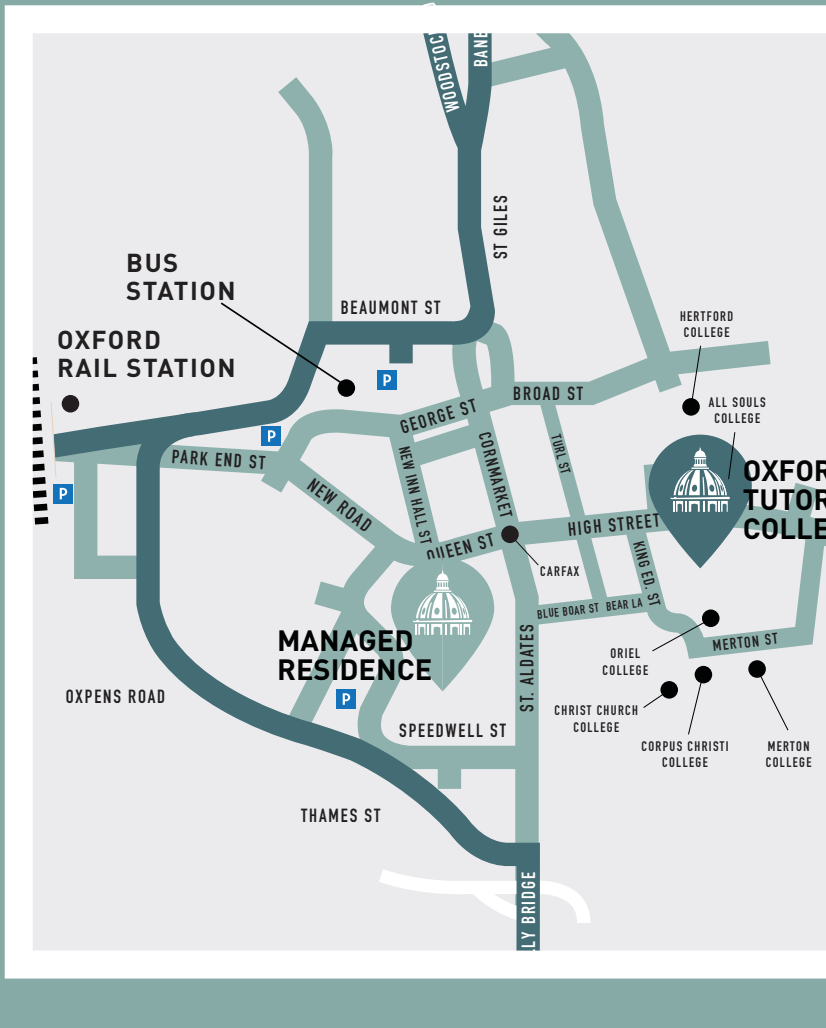 WOODSTOC
BANB
ST GILES
BUS
STATION
BEAUMONT ST
OXFORD
RAIL STATION
HERTFORD
COLLEGE
P
BROAD ST
ALL SOULS
COLLEGE
GEORGE ST
P
CORNMARKET
TURL ST
PARK END ST
NEW INN HALL ST
OXFOR
TUTOR
COLLE
P
NEW ROAD
HIGH STREET
QUEEN ST
CARFAX
KING ED. ST
BLUE BOAR ST
BEAR LA
MANAGED
RESIDENCE
ST. ALDATES
ORIEL
COLLEGE
MERTON ST
OXPENS ROAD
P
CHRIST CHURCH
COLLEGE
SPEEDWELL ST
CORPUS CHRISTI
COLLEGE
MERTON
COLLEGE
THAMES ST
LLY BRIDGE